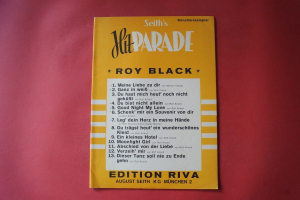 Seith's
Hit
PARADE
* ROY BLACK *
1. Meine Liebe zu dir
2. Ganz in weiß
3. Du hast mich heut' noch nicht
geküßt
4. Du bist nicht allein
5. Good Night My Love
6. Schenk' mir ein Souvenir von dir
7. Leg' dein Herz in meine Hände
8. Du trägst heut' ein wunderschönes
Kleid
9. Ein kleines Hotel
10. Moonlight Girl
11. Abschied von der Liebe
12. Verzeih' mir
13. Dieser Tanz soll nie zu Ende
gehn
EDITION RIVA
AUGUST SEITH KG MÜNCHEN 2